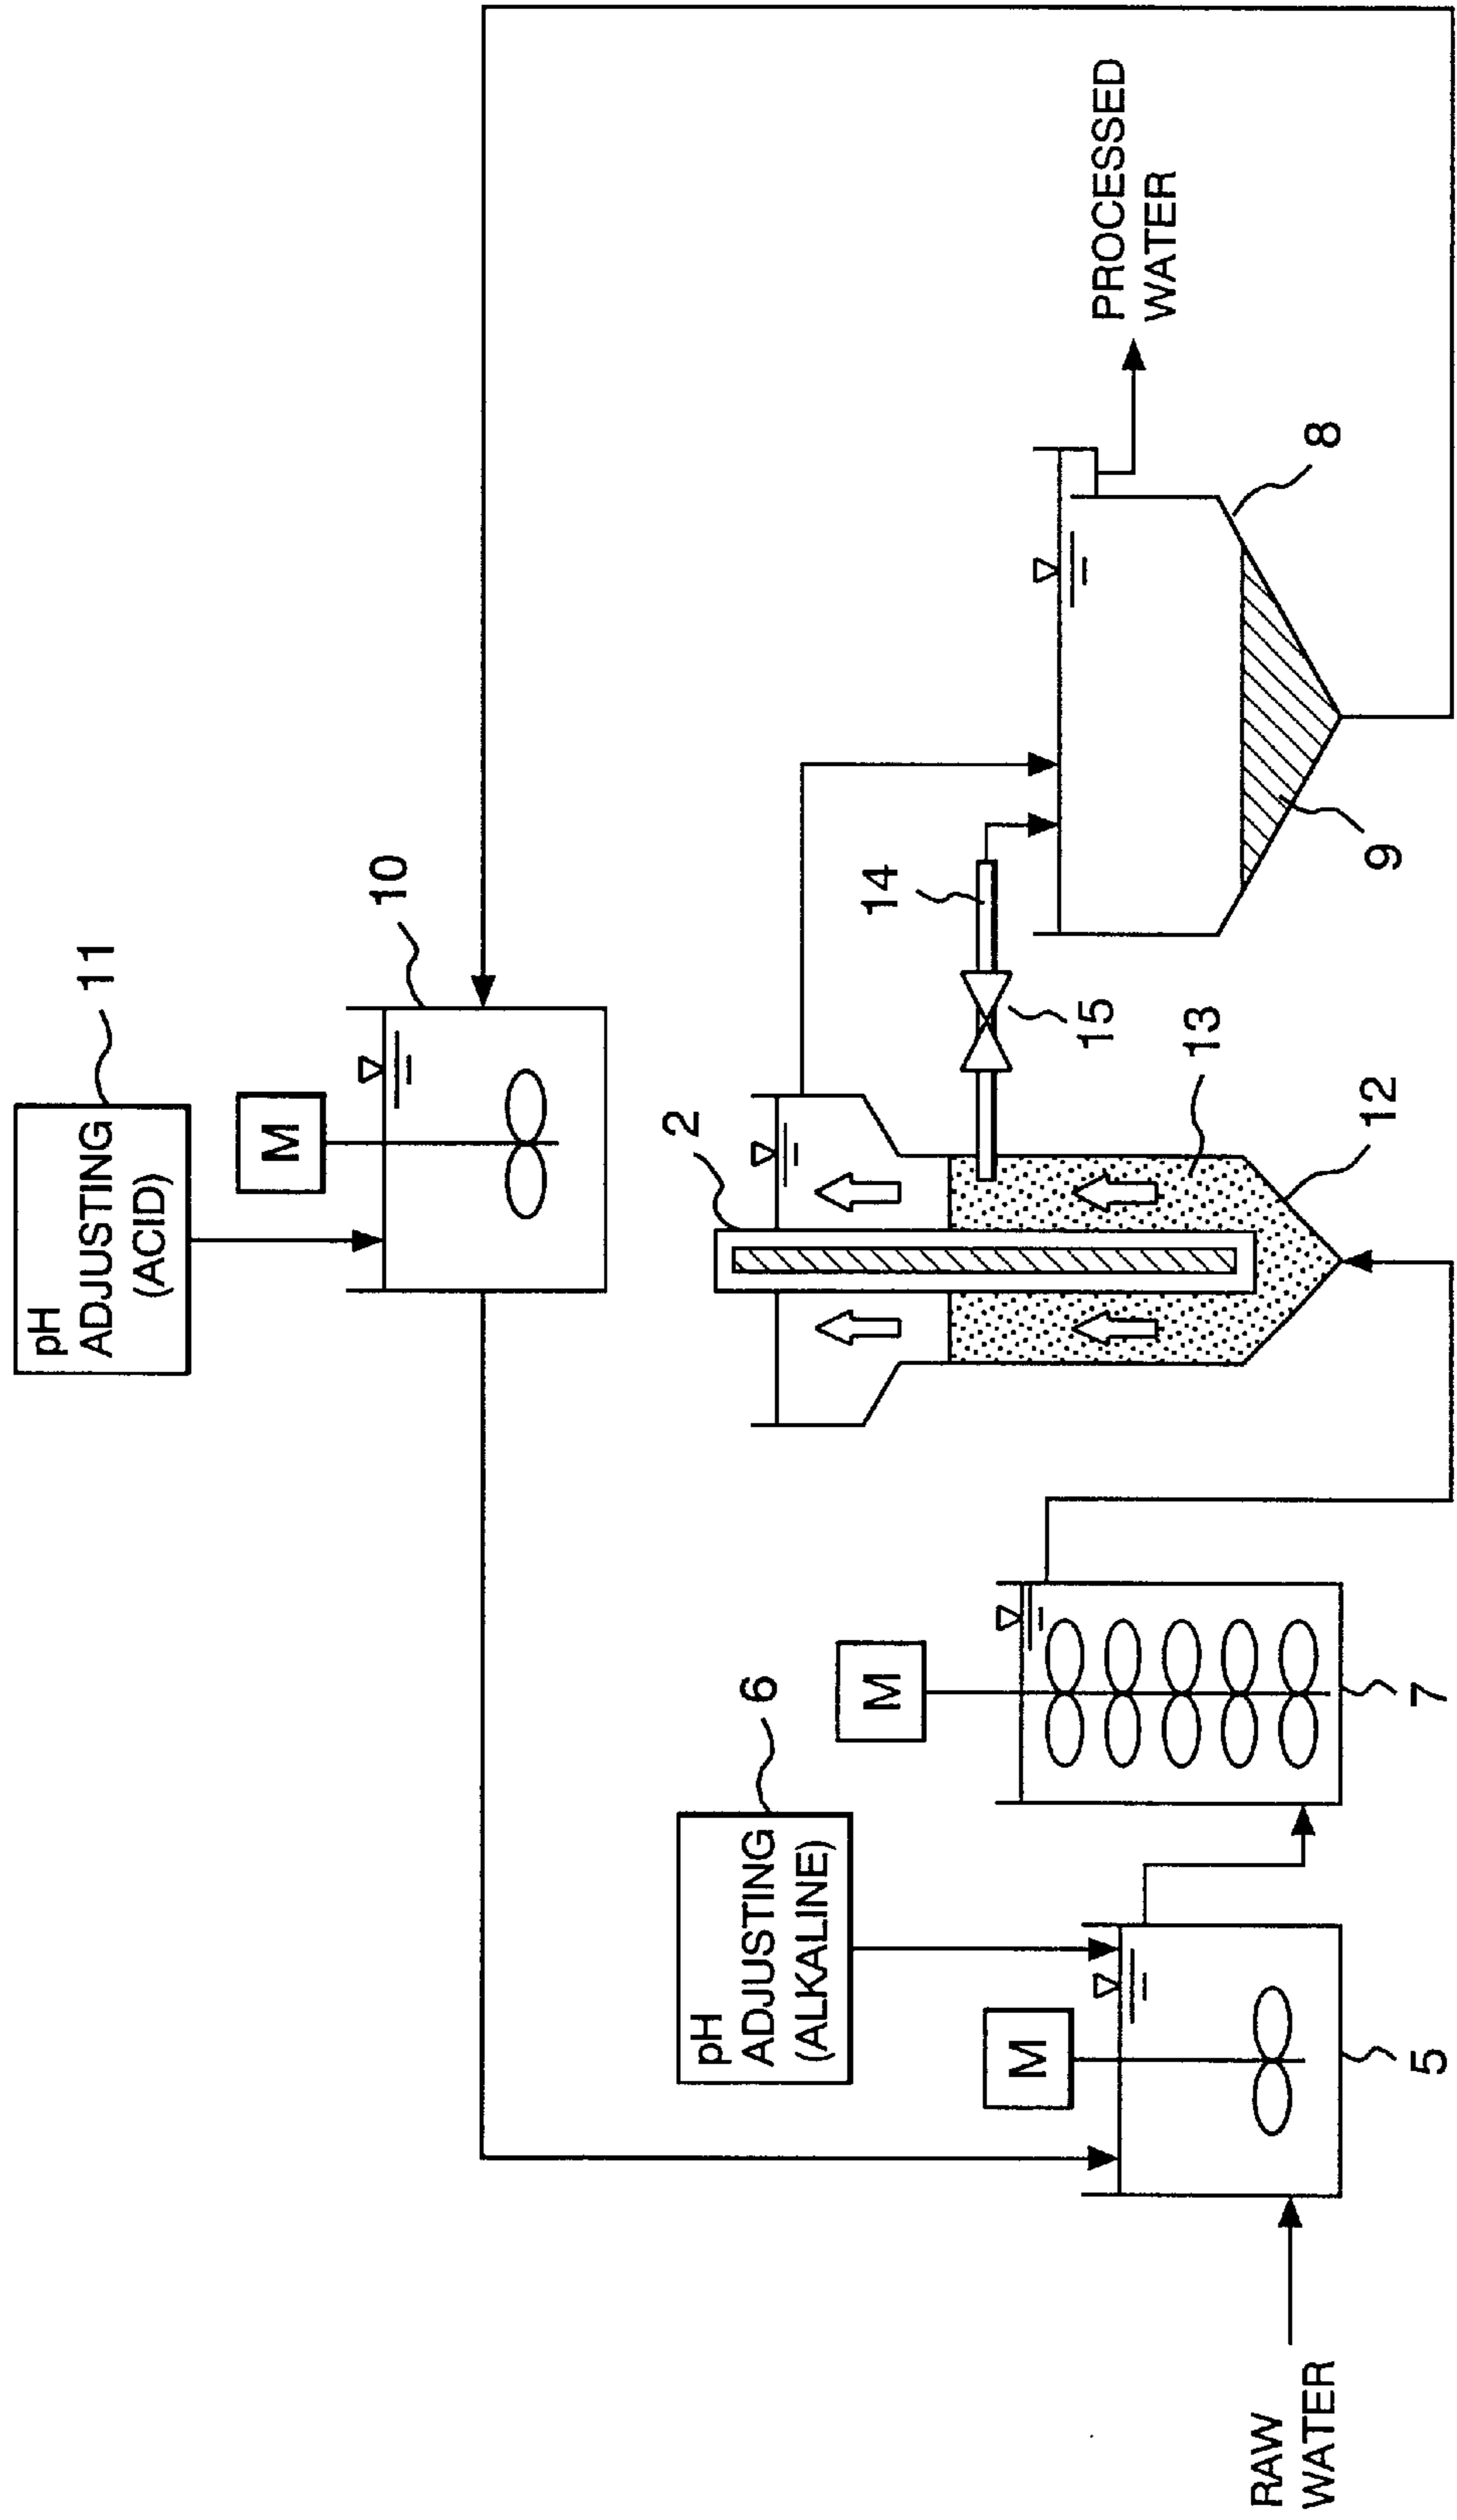 pH
ADJUSTING
(ACID)
11
M
10
PROCESSED
WATER
pH
ADJUSTING
(ALKALINE)
6
M
M
2
14
15
13
12
8
9
RAW
WATER
5
7